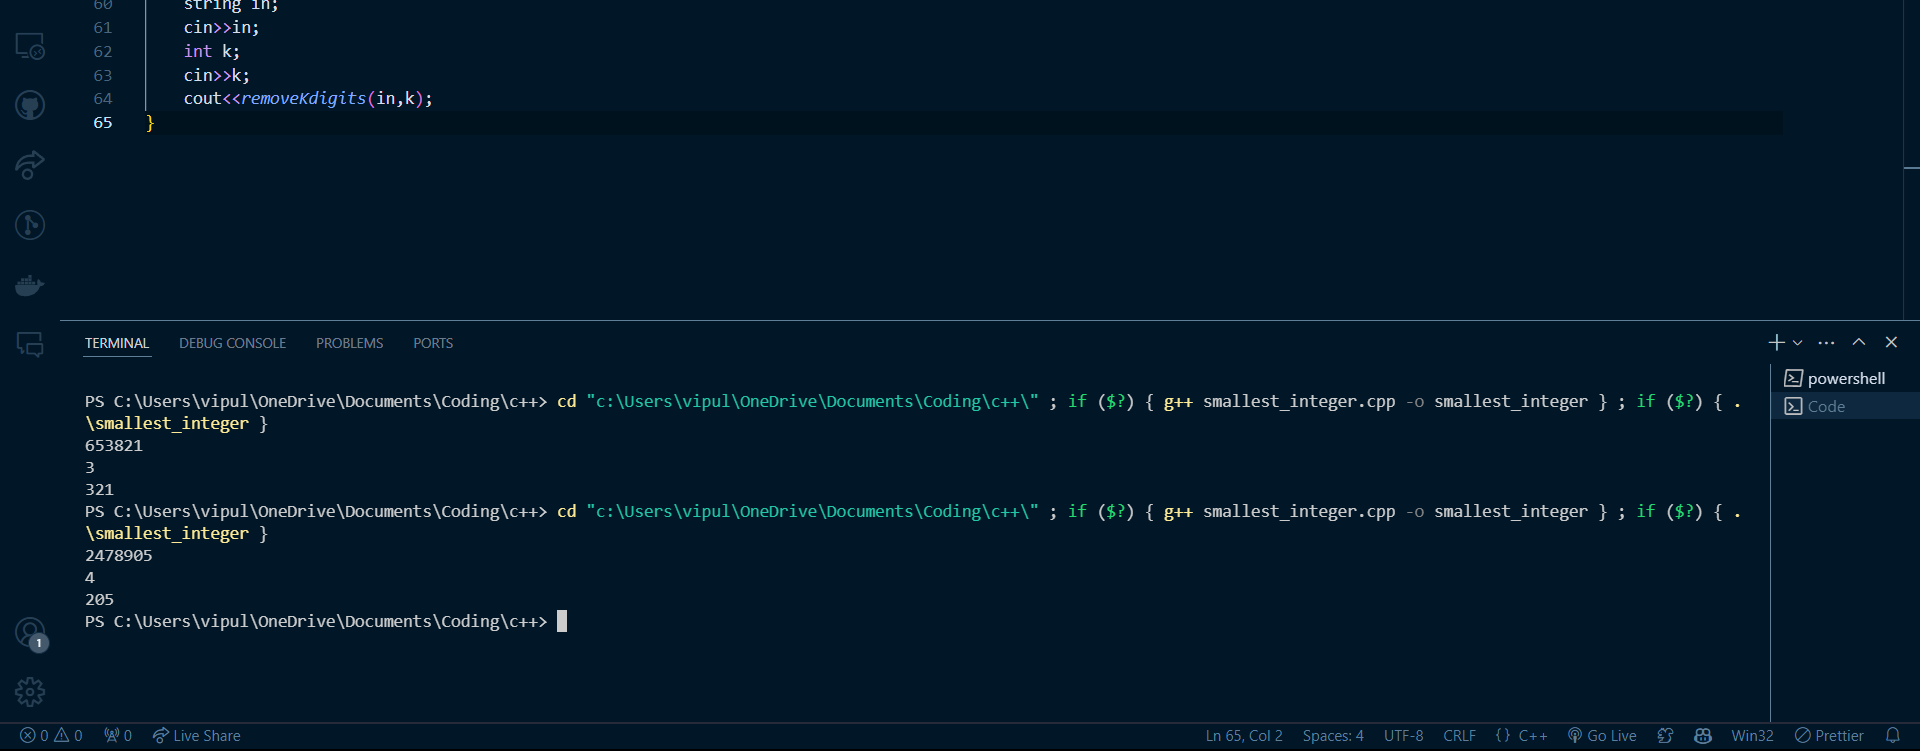 60 string in;
61 cin>>in;
62 int k;
63 cin>>k;
64 cout<<removeKdigits(in,k);
65 }
TERMINAL DEBUG CONSOLE PROBLEMS PORTS
powershell
Code
PS C:\Users\vipul\OneDrive\Documents\Coding\c++> cd "c:\Users\vipul\OneDrive\Documents\Coding\c++\" ; if ($?) { g++ smallest_integer.cpp -o smallest_integer } ; if ($?) { .
\smallest_integer }
653821
3
321
PS C:\Users\vipul\OneDrive\Documents\Coding\c++> cd "c:\Users\vipul\OneDrive\Documents\Coding\c++\" ; if ($?) { g++ smallest_integer.cpp -o smallest_integer } ; if ($?) { .
\smallest_integer }
2478905
4
205
PS C:\Users\vipul\OneDrive\Documents\Coding\c++>
1
0 0 0 Live Share Ln 65, Col 2 Spaces: 4 UTF-8 CRLF {} C++ Go Live Win32 Prettier